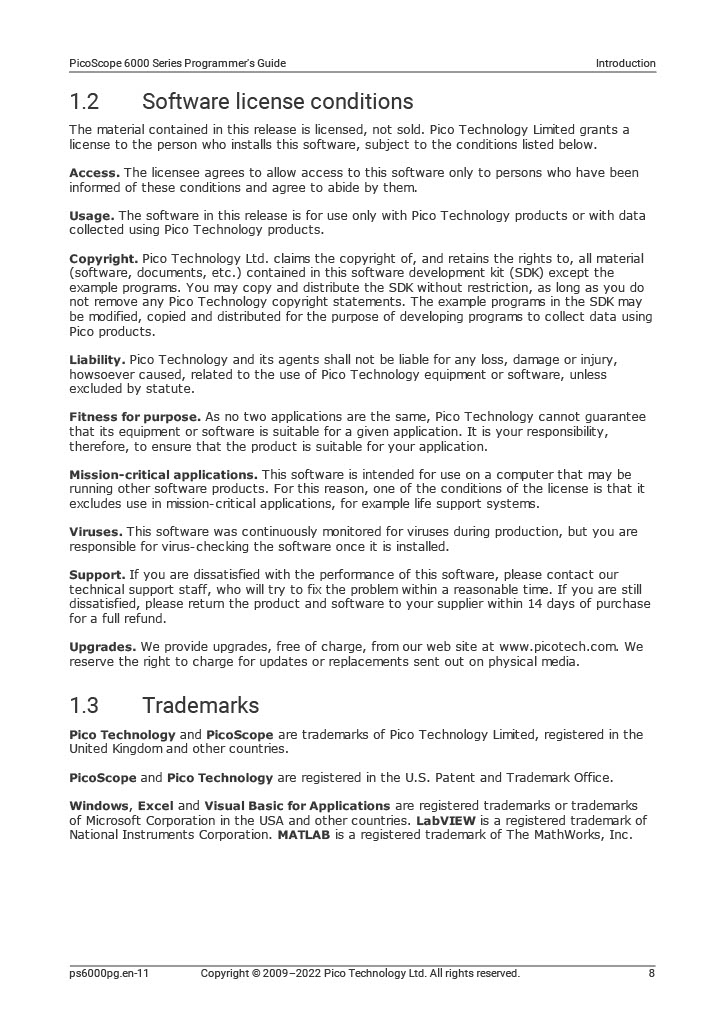 PicoScope 6000 Series Programmer's Guide Introduction
1.2 Software license conditions
The material contained in this release is licensed, not sold. Pico Technology Limited grants a
license to the person who installs this software, subject to the conditions listed below.
Access. The licensee agrees to allow access to this software only to persons who have been
informed of these conditions and agree to abide by them.
Usage. The software in this release is for use only with Pico Technology products or with data
collected using Pico Technology products.
Copyright. Pico Technology Ltd. claims the copyright of, and retains the rights to, all material
(software, documents, etc.) contained in this software development kit (SDK) except the
example programs. You may copy and distribute the SDK without restriction, as long as you do
not remove any Pico Technology copyright statements. The example programs in the SDK may
be modified, copied and distributed for the purpose of developing programs to collect data using
Pico products.
Liability. Pico Technology and its agents shall not be liable for any loss, damage or injury,
howsoever caused, related to the use of Pico Technology equipment or software, unless
excluded by statute.
Fitness for purpose. As no two applications are the same, Pico Technology cannot guarantee
that its equipment or software is suitable for a given application. It is your responsibility,
therefore, to ensure that the product is suitable for your application.
Mission-critical applications. This software is intended for use on a computer that may be
running other software products. For this reason, one of the conditions of the license is that it
excludes use in mission-critical applications, for example life support systems.
Viruses. This software was continuously monitored for viruses during production, but you are
responsible for virus-checking the software once it is installed.
Support. If you are dissatisfied with the performance of this software, please contact our
technical support staff, who will try to fix the problem within a reasonable time. If you are still
dissatisfied, please return the product and software to your supplier within 14 days of purchase
for a full refund.
Upgrades. We provide upgrades, free of charge, from our web site at www.picotech.com. We
reserve the right to charge for updates or replacements sent out on physical media.
1.3 Trademarks
Pico Technology and PicoScope are trademarks of Pico Technology Limited, registered in the
United Kingdom and other countries.
PicoScope and Pico Technology are registered in the U.S. Patent and Trademark Office.
Windows, Excel and Visual Basic for Applications are registered trademarks or trademarks
of Microsoft Corporation in the USA and other countries. LabVIEW is a registered trademark of
National Instruments Corporation. MATLAB is a registered trademark of The MathWorks, Inc.
ps6000pg.en-11 Copyright © 2009–2022 Pico Technology Ltd. All rights reserved. 8